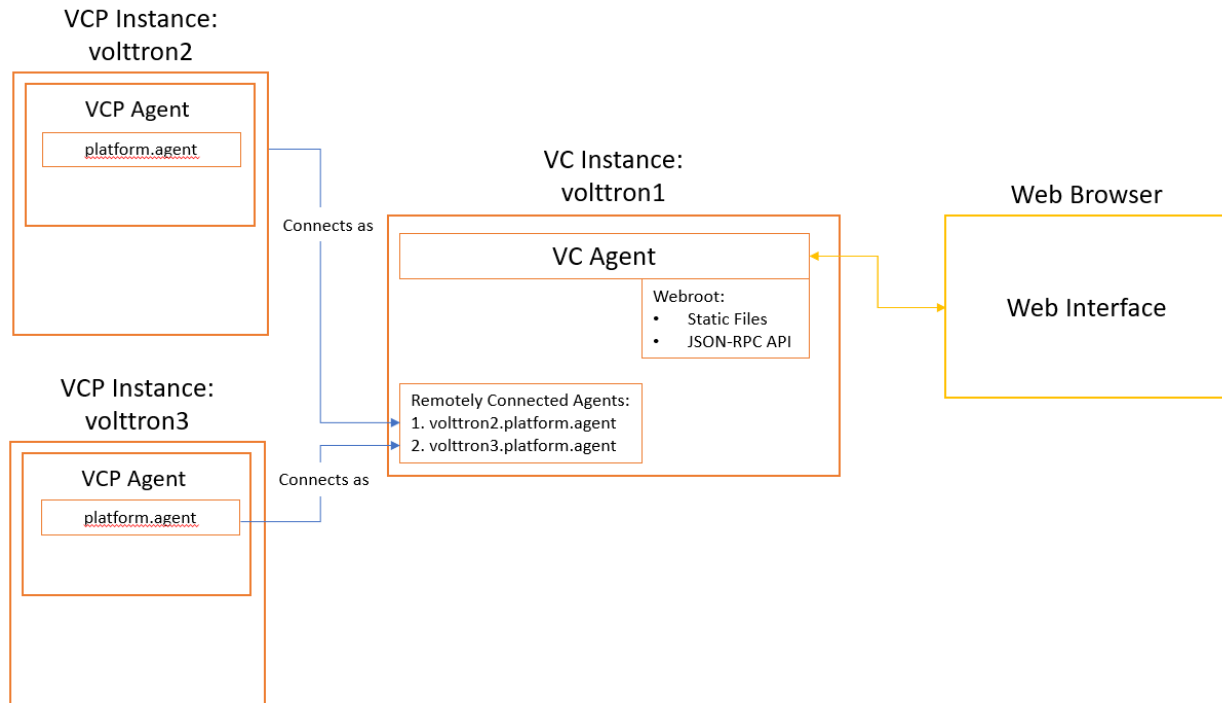 VCP Instance:
volttron2
VCP Agent
platform.agent
Connects as
VCP Instance:
volttron3
VCP Agent
platform.agent
Connects as
VC Instance:
volttron1
VC Agent
Webroot:
• Static Files
• JSON-RPC API
Remotely Connected Agents:
1. volttron2.platform.agent
2. volttron3.platform.agent
Web Browser
Web Interface